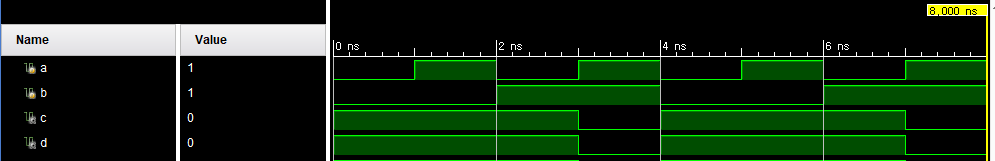 8,000 ns
Name Value
0 ns 2 ns 4 ns 6 ns
a 1
b 1
c 0
d 0